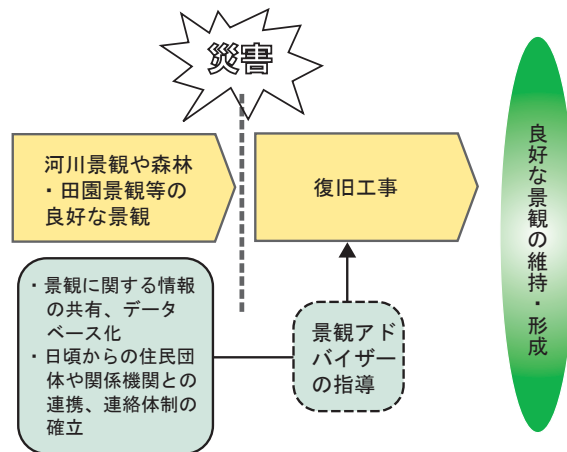 災害
河川景観や森林
・田園景観等の
良好な景観
復旧工事
良好な景観の維持・形成
・景観に関する情報
の共有、データ
ベース化
・日頃からの住民団
体や関係機関との
連携、連絡体制の
確立
景観アド
バイザー
の指導